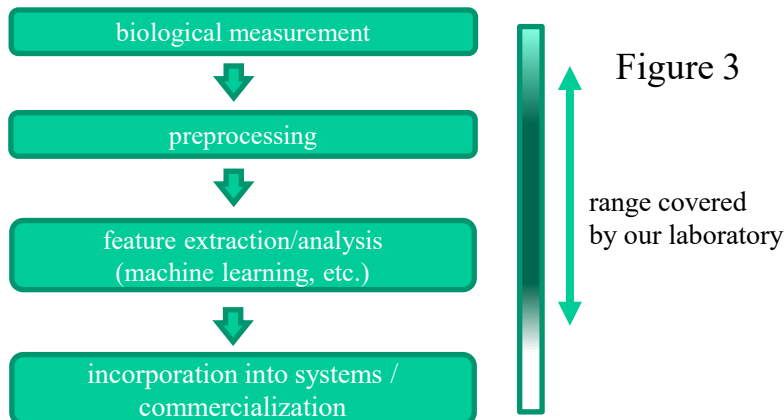 biological measurement
Figure 3
preprocessing
range covered
by our laboratory
feature extraction/analysis
(machine learning, etc.)
incorporation into systems /
commercialization